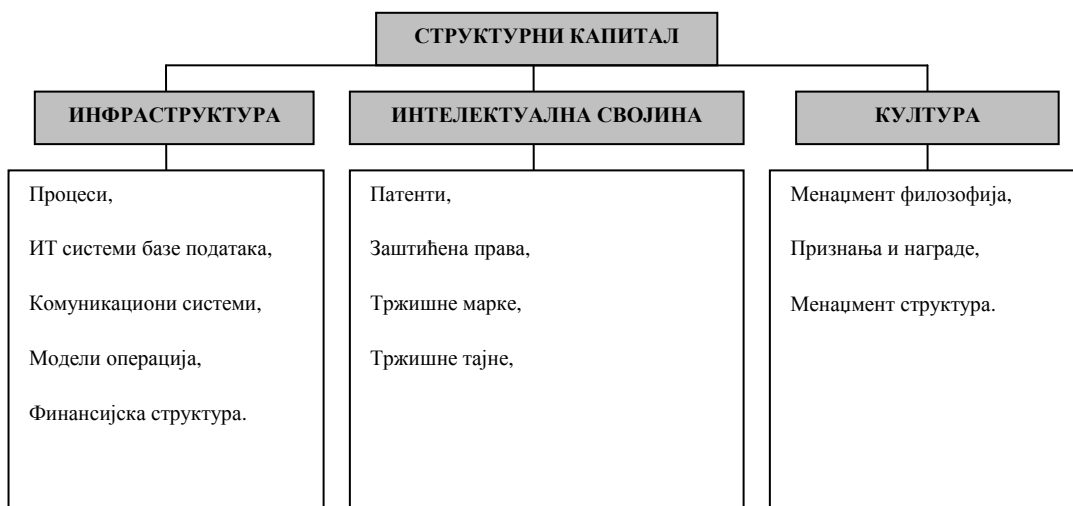 СТРУКТУРНИ КАПИТАЛ
ИНФРАСТРУКТУРА
ИНТЕЛЕКТУАЛНА СВОЈИНА
КУЛТУРА
Процеси,
ИТ системи базе података,
Комуникациони системи,
Модели операција,
Финансијска структура.
Патенти,
Заштићена права,
Тржишне марке,
Тржишне тајне,
Менаџмент филозофија,
Признања и награде,
Менаџмент структура.